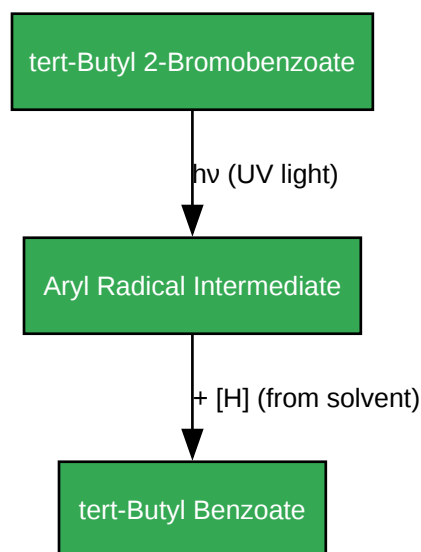 tert-Butyl 2-Bromobenzoate
hν (UV light)
Aryl Radical Intermediate
+ [H] (from solvent)
tert-Butyl Benzoate